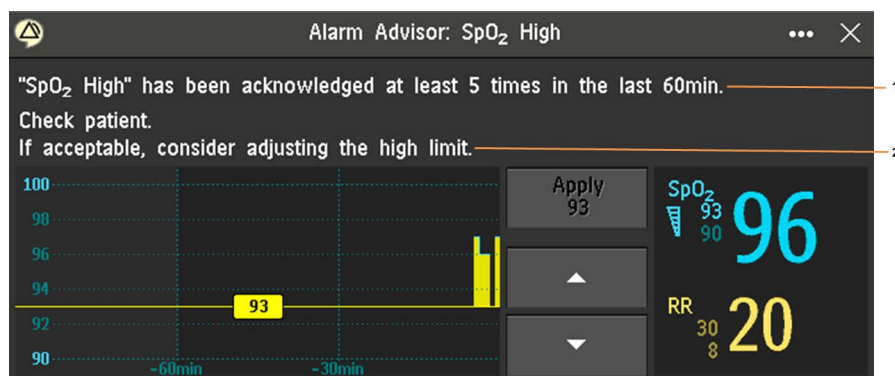 Alarm Advisor: SpO₂ High
"SpO₂ High" has been acknowledged at least 5 times in the last 60min.
Check patient.
If acceptable, consider adjusting the high limit.
100
98
96
94
92
90
93
-60min
-30min
Apply
93
SpO₂
93
90
96
RR
30
8
20